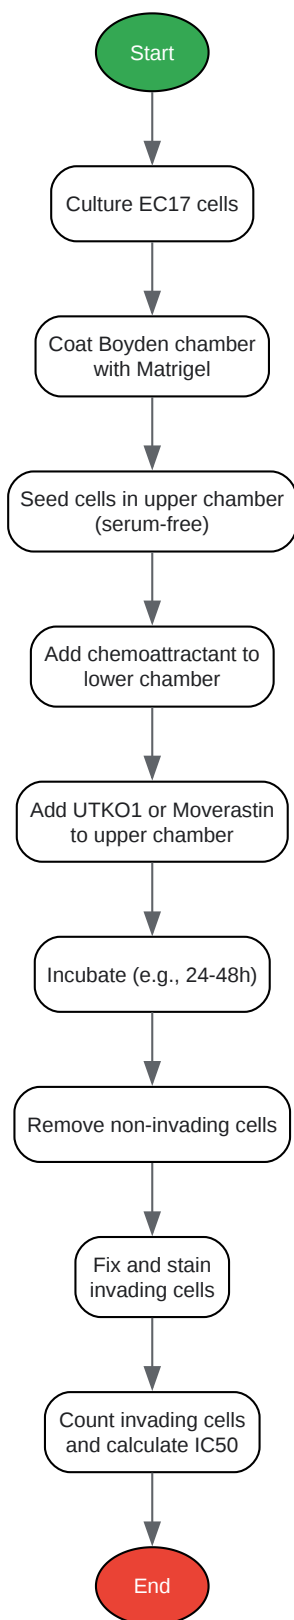 Start
Culture EC17 cells
Coat Boyden chamber
with Matrigel
Seed cells in upper chamber
(serum-free)
Add chemoattractant to
lower chamber
Add UTKO1 or Moverastin
to upper chamber
Incubate (e.g., 24-48h)
Remove non-invading cells
Fix and stain
invading cells
Count invading cells
and calculate IC50
End